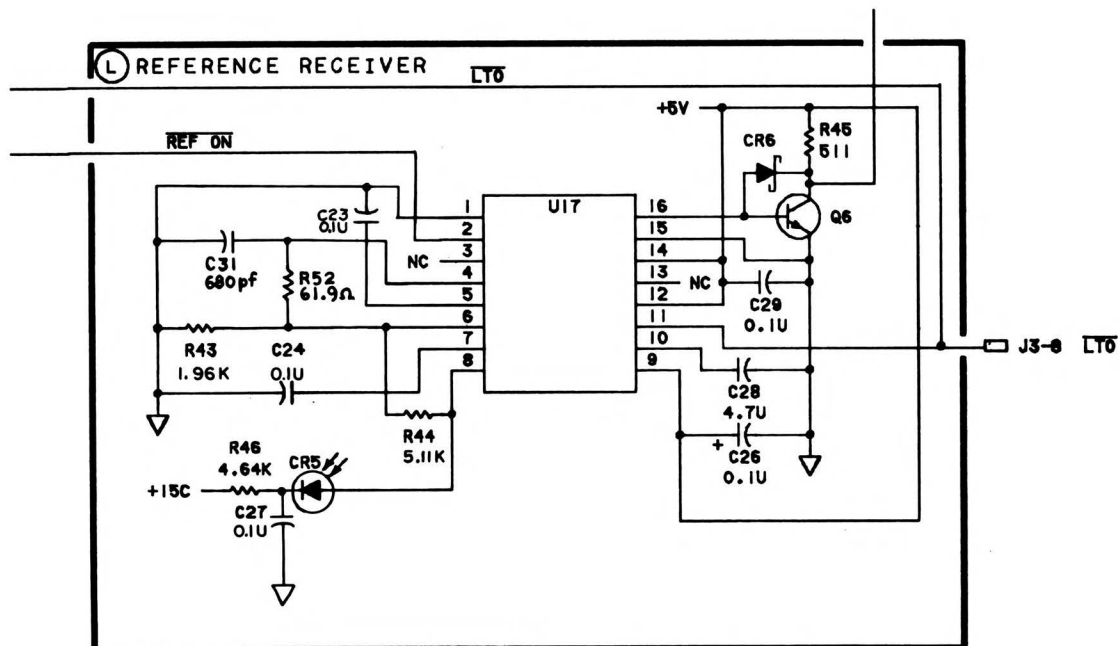 L REFERENCE RECEIVER
LTO
+5V
R45
511
CR6
REF ON
U17
Q6
C23
0.1U
1
2
3
4
5
6
7
8
16
15
14
13
12
11
10
9
NC
NC
C31
680pf
R52
61.9Ω
C29
0.1U
R43
1.96K
C24
0.1U
J3-8 LTO
C28
4.7U
R44
5.11K
+
C26
0.1U
R46
4.64K
CR5
+15C
C27
0.1U